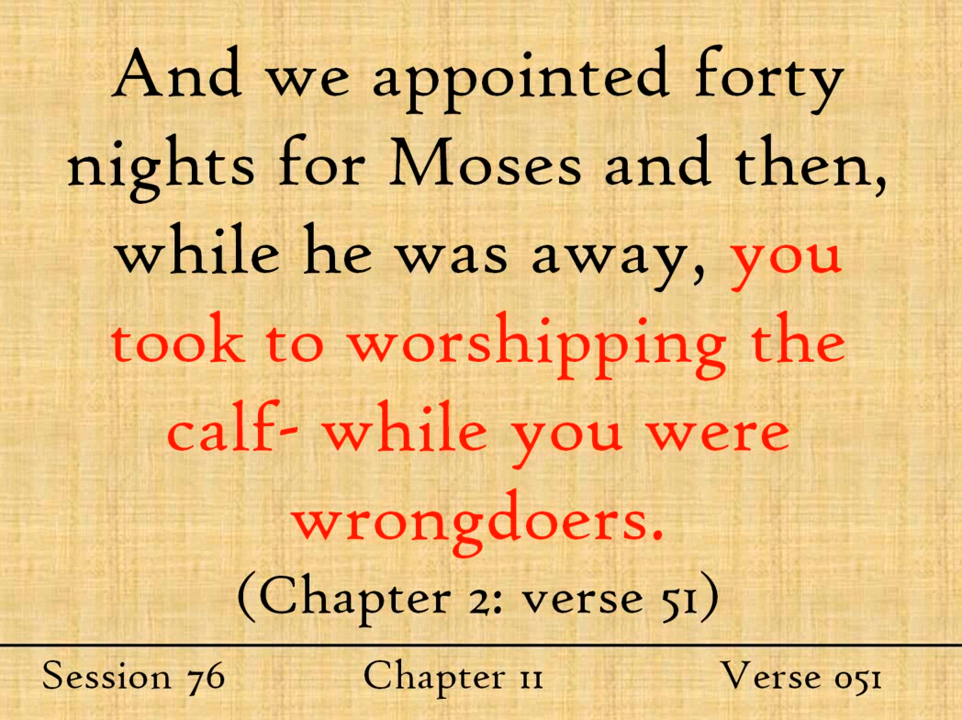 And we appointed forty
nights for Moses and then,
while he was away, you
took to worshipping the
calf- while you were
wrongdoers.
(Chapter 2: verse 51)
Session 76 Chapter 11 Verse 051